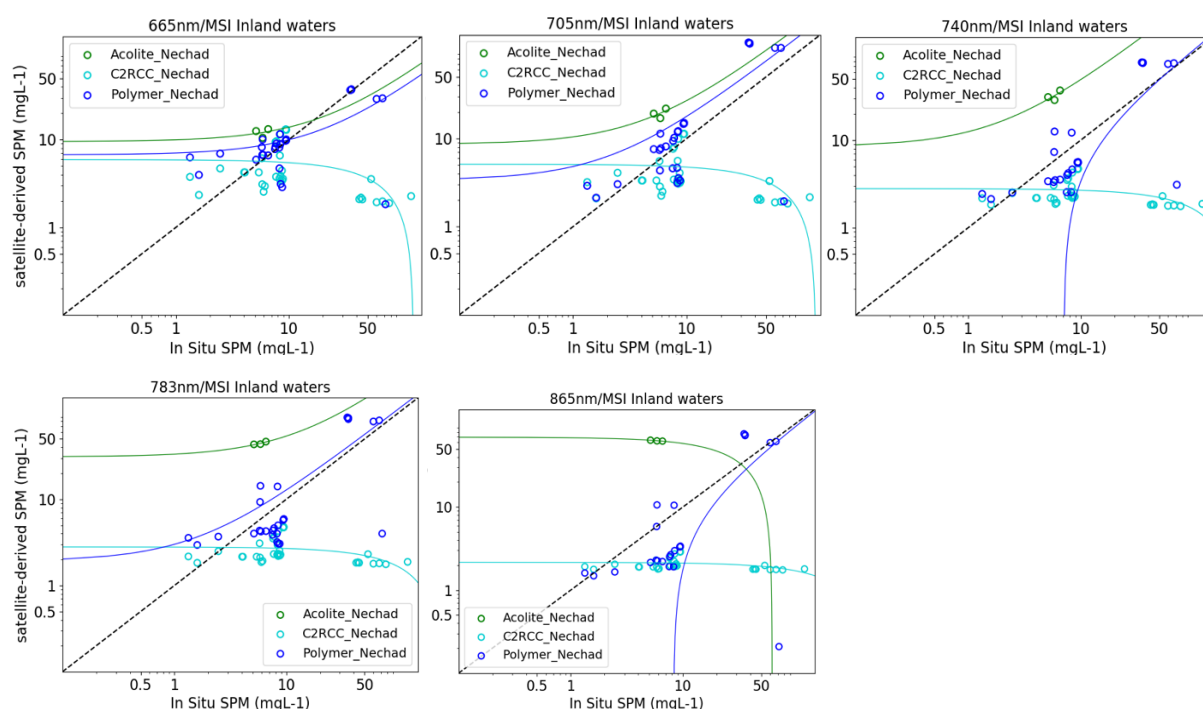 665nm/MSI Inland waters
Acolite_Nechad
C2RCC_Nechad
Polymer_Nechad
satellite-derived SPM (mgL-1)
50
10
1
0.5
0.5
1
10
50
In Situ SPM (mgL-1)
705nm/MSI Inland waters
Acolite_Nechad
C2RCC_Nechad
Polymer_Nechad
50
10
1
0.5
0.5
1
10
50
In Situ SPM (mgL-1)
740nm/MSI Inland waters
Acolite_Nechad
C2RCC_Nechad
Polymer_Nechad
50
10
1
0.5
0.5
1
10
50
In Situ SPM (mgL-1)
783nm/MSI Inland waters
satellite-derived SPM (mgL-1)
50
10
1
0.5
Acolite_Nechad
C2RCC_Nechad
Polymer_Nechad
0.5
1
10
50
In Situ SPM (mgL-1)
865nm/MSI Inland waters
50
10
1
0.5
Acolite_Nechad
C2RCC_Nechad
Polymer_Nechad
0.5
1
10
50
In Situ SPM (mgL-1)